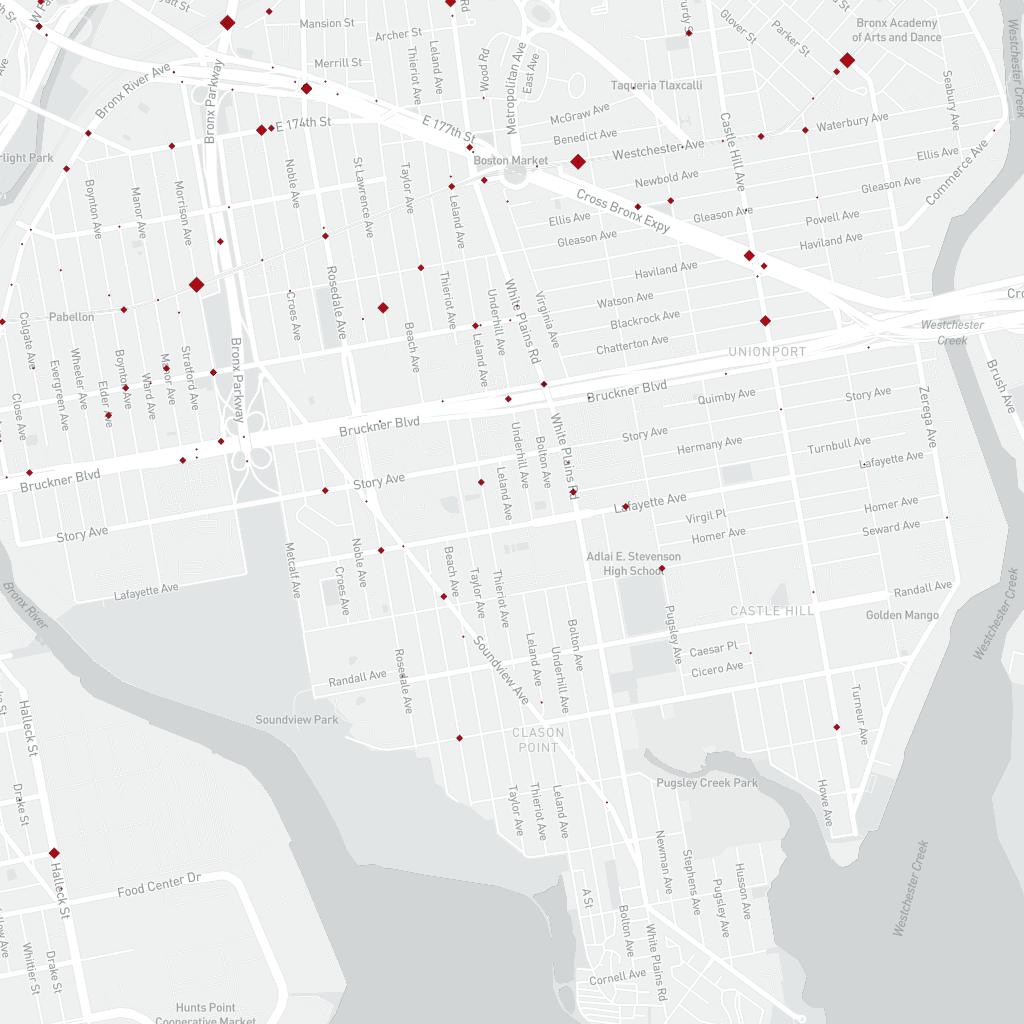 Mansion St
Archer St
Leland Ave
Thieriot Ave
Merrill St
Wood Rd
Rd
Metropolitan Ave
East Ave
Glover St
Parker St
Bronx Academy
of Arts and Dance
Westchester Creek
Seabury Ave
Taqueria Tlaxcalli
Bronx River Ave
Bronx Parkway
E 174th St
E 177th St
McGraw Ave
Benedict Ave
Westchester Ave
Waterbury Ave
Castle Hill Ave
Boston Market
Ellis Ave
Commerce Ave
Newbold Ave
Gleason Ave
Cross Bronx Expy
Gleason Ave
Powell Ave
Haviland Ave
Ellis Ave
Gleason Ave
Boynton Ave
Manor Ave
Morrison Ave
Noble Ave
St Lawrence Ave
Taylor Ave
Leland Ave
Haviland Ave
Watson Ave
Blackrock Ave
Chatterton Ave
Pabellon
Colgate Ave
Croes Ave
Rosedale Ave
Beach Ave
Thieriot Ave
Underhill Ave
White Plains Rd
Virginia Ave
UNIONPORT
Westchester
Creek
Brush Ave
Close Ave
Evergreen Ave
Wheeler Ave
Elder Ave
Boynton Ave
Ward Ave
Manor Ave
Stratford Ave
Bronx Parkway
Leland Ave
Bruckner Blvd
Bruckner Blvd
Quimby Ave
Story Ave
Zerega Ave
Bruckner Blvd
Story Ave
Hermany Ave
Turnbull Ave
Lafayette Ave
Underhill Ave
Bolton Ave
White Plains Rd
Leland Ave
Story Ave
Lafayette Ave
Virgil Pl
Homer Ave
Homer Ave
Seward Ave
Story Ave
Adlai E. Stevenson
High School
Lafayette Ave
Bronx River
Metcalf Ave
Croes Ave
Noble Ave
Beach Ave
Taylor Ave
Thieriot Ave
CASTLE HILL
Randall Ave
Golden Mango
Westchester Creek
Pugsley Ave
Caesar Pl
Cicero Ave
Randall Ave
Rosedale Ave
Soundview Ave
Leland Ave
Underhill Ave
Bolton Ave
Turneur Ave
Soundview Park
CLASON
POINT
Halleck St
Drake St
Pugsley Creek Park
Howe Ave
Taylor Ave
Thieriot Ave
Leland Ave
Newman Ave
Stephens Ave
Pugsley Ave
Husson Ave
Westchester Creek
Halleck St
Food Center Dr
A St
Bolton Ave
White Plains Rd
Cornell Ave
Whittier St
Drake St
Hunts Point
Cooperative Market